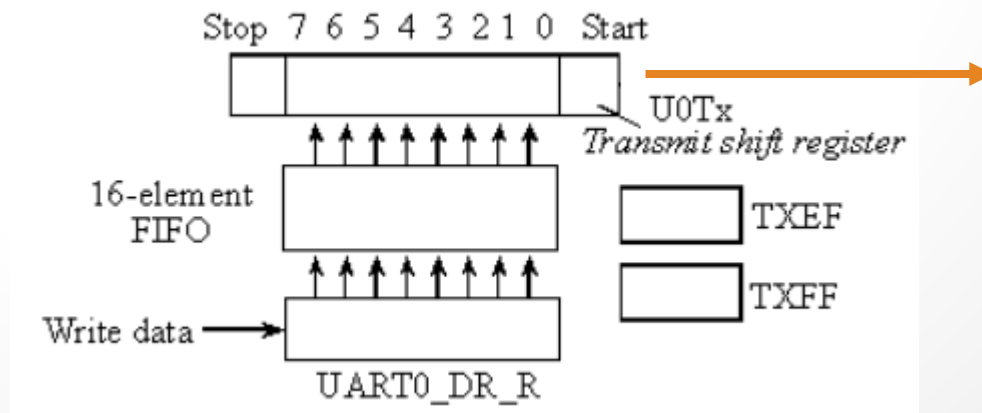 Stop 7 6 5 4 3 2 1 0 Start
U0Tx
Transmit shift register
16-element
FIFO
TXEF
TXFF
Write data
UART0_DR_R